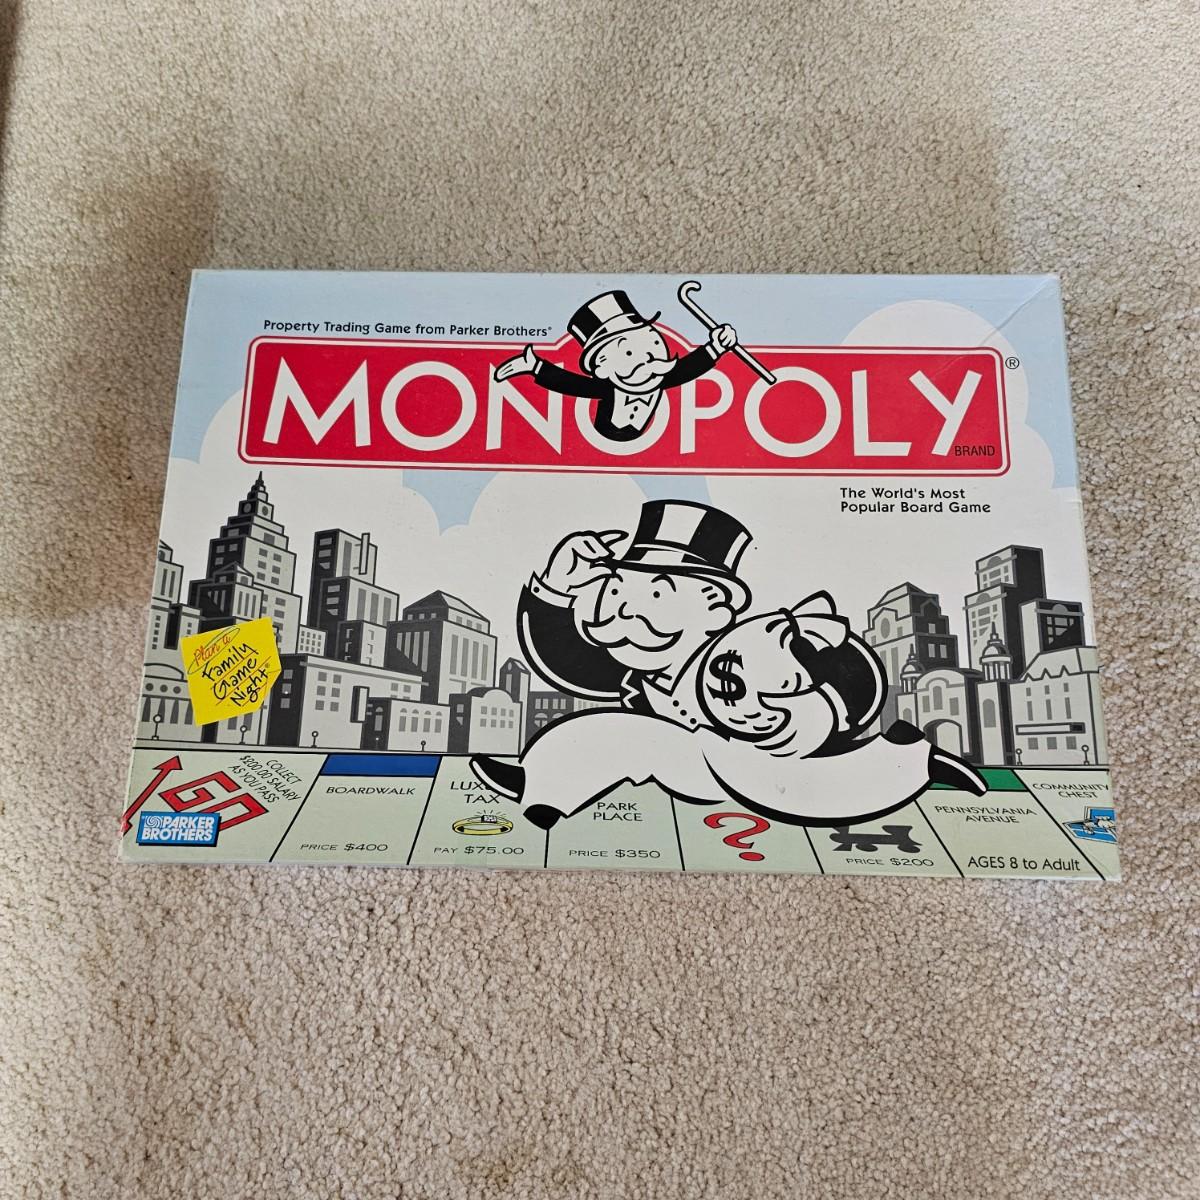 Property Trading Game from Parker Brothers®
MONOPOLY
®
BRAND
The World's Most
Popular Board Game
$
Plan a
Family
Game
Night
COLLECT
$200.00 SALARY
AS YOU PASS
GO
PARKER
BROTHERS
BOARDWALK
PRICE $400
LUX
TAX
PAY $75.00
PARK
PLACE
PRICE $350
?
PRICE $200
PENNSYLVANIA
AVENUE
COMMUNITY
CHEST
AGES 8 to Adult